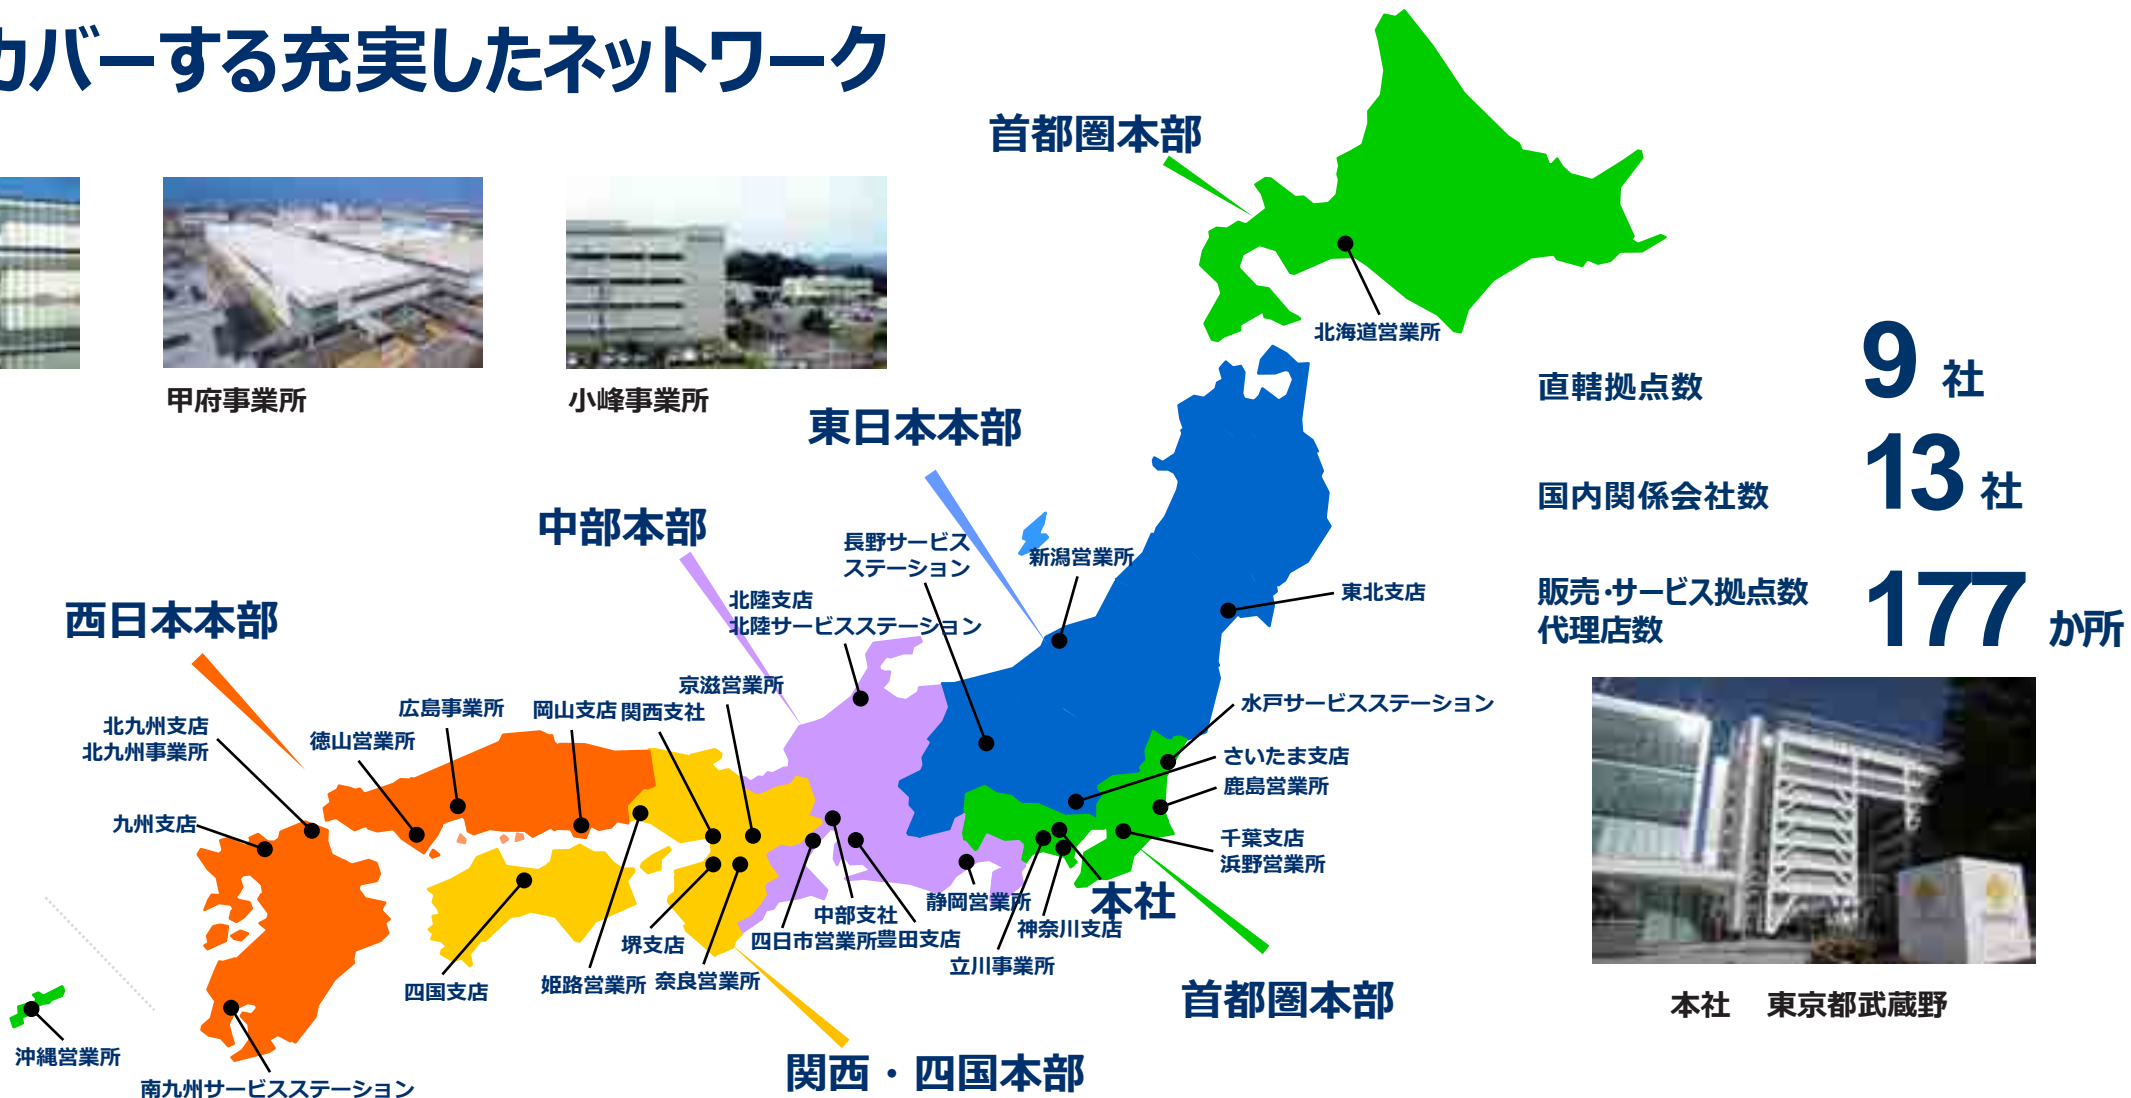 カバーする充実したネットワーク
首都圏本部
北海道営業所
甲府事業所
小峰事業所
直轄拠点数 9 社
国内関係会社数 13 社
販売・サービス拠点数
代理店数
177 か所
東日本本部
中部本部
長野サービス
ステーション
新潟営業所
東北支店
北陸支店
北陸サービスステーション
西日本本部
京滋営業所
広島事業所
岡山支店
関西支社
水戸サービスステーション
北九州支店
北九州事業所
徳山営業所
さいたま支店
鹿島営業所
九州支店
千葉支店
浜野営業所
本社
静岡営業所
中部支社
神奈川支店
四日市営業所
豊田支店
堺支店
立川事業所
姫路営業所
奈良営業所
四国支店
首都圏本部
本社 東京都武蔵野
沖縄営業所
関西・四国本部
南九州サービスステーション